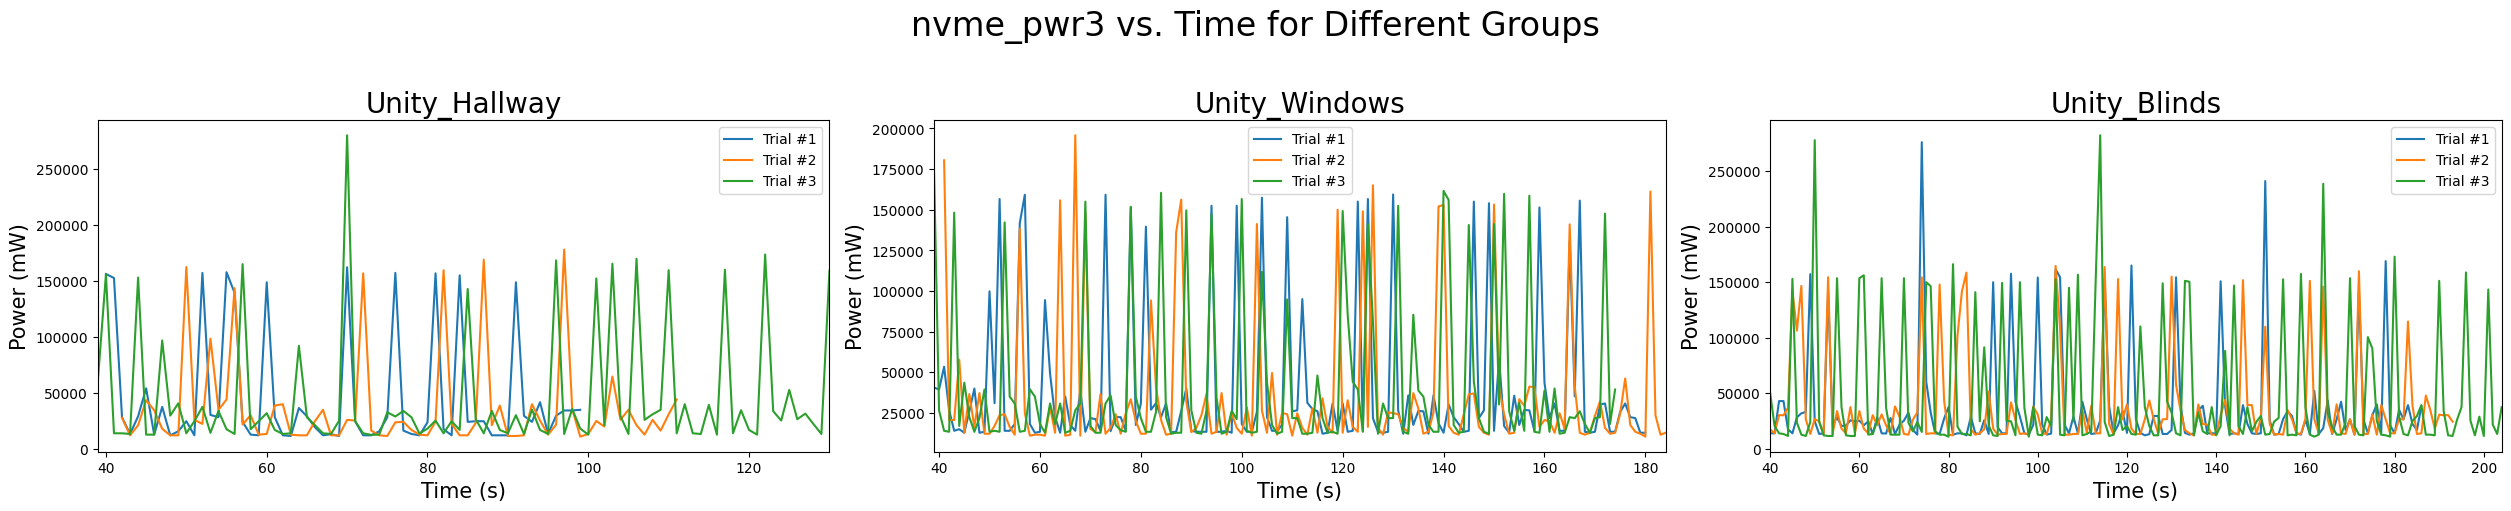 nvme_pwr3 vs. Time for Different Groups
Unity_Hallway
Power (mW)
250000
200000
150000
100000
50000
0
40
60
80
100
120
Time (s)
Trial #1
Trial #2
Trial #3
Unity_Windows
Power (mW)
200000
175000
150000
125000
100000
75000
50000
25000
40
60
80
100
120
140
160
180
Time (s)
Trial #1
Trial #2
Trial #3
Unity_Blinds
Power (mW)
250000
200000
150000
100000
50000
0
40
60
80
100
120
140
160
180
200
Time (s)
Trial #1
Trial #2
Trial #3